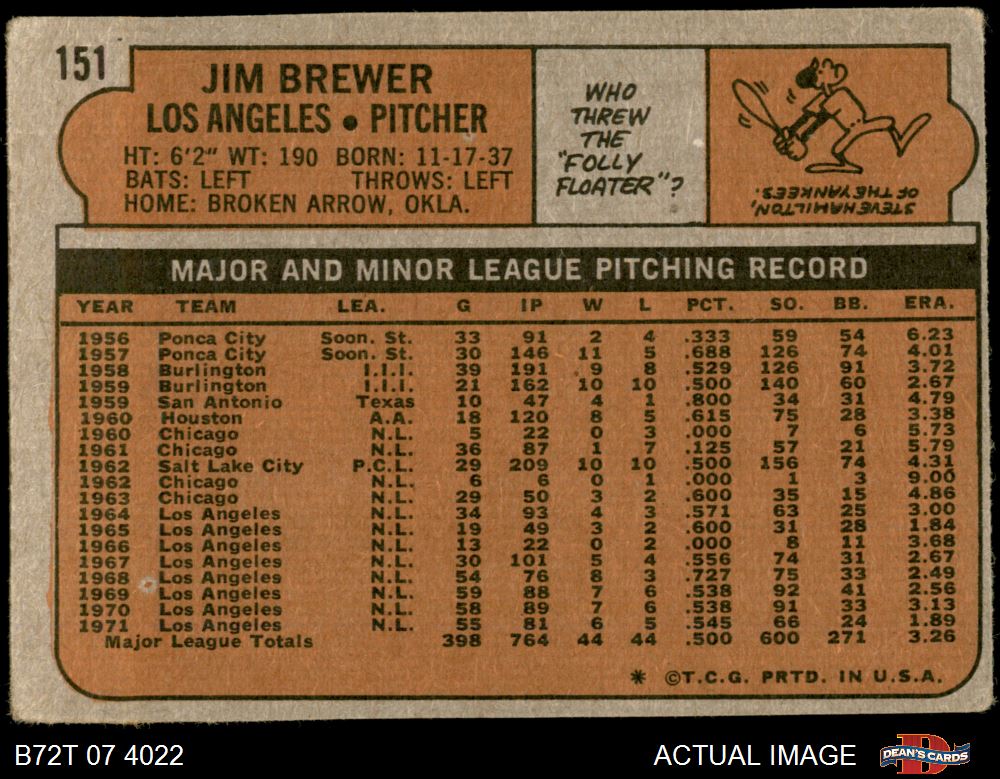 151
JIM BREWER
LOS ANGELES • PITCHER
HT: 6'2" WT: 190 BORN: 11-17-37
BATS: LEFT THROWS: LEFT
HOME: BROKEN ARROW, OKLA.
WHO
THREW
THE
"FOLLY
FLOATER"?
STEVE HAMILTON,
OF THE YANKEES.
MAJOR AND MINOR LEAGUE PITCHING RECORD
YEAR TEAM LEA. G IP W L PCT. SO. BB. ERA.
1956 Ponca City Soon. St. 33 91 2 4 .333 59 54 6.23
1957 Ponca City Soon. St. 30 146 11 5 .688 126 74 4.01
1958 Burlington I.I.I. 39 191 9 8 .529 126 91 3.72
1959 Burlington I.I.I. 21 162 10 10 .500 140 60 2.67
1959 San Antonio Texas 10 47 4 1 .800 34 31 4.79
1960 Houston A.A. 18 120 8 5 .615 75 28 3.38
1960 Chicago N.L. 5 22 0 3 .000 7 6 5.73
1961 Chicago N.L. 36 87 1 7 .125 57 21 5.79
1962 Salt Lake City P.C.L. 29 209 10 10 .500 156 74 4.31
1962 Chicago N.L. 6 6 0 1 .000 1 3 9.00
1963 Chicago N.L. 29 50 3 2 .600 35 15 4.86
1964 Los Angeles N.L. 34 93 4 3 .571 63 25 3.00
1965 Los Angeles N.L. 19 49 3 2 .600 31 28 1.84
1966 Los Angeles N.L. 13 22 0 2 .000 8 11 3.68
1967 Los Angeles N.L. 30 101 5 4 .556 74 31 2.67
1968 Los Angeles N.L. 54 76 8 3 .727 75 33 2.49
1969 Los Angeles N.L. 59 88 7 6 .538 92 41 2.56
1970 Los Angeles N.L. 58 89 7 6 .538 91 33 3.13
1971 Los Angeles N.L. 55 81 6 5 .545 66 24 1.89
Major League Totals 398 764 44 44 .500 600 271 3.26
* ©T.C.G. PRTD. IN U.S.A.
B72T 07 4022
ACTUAL IMAGE
DEAN'S CARDS